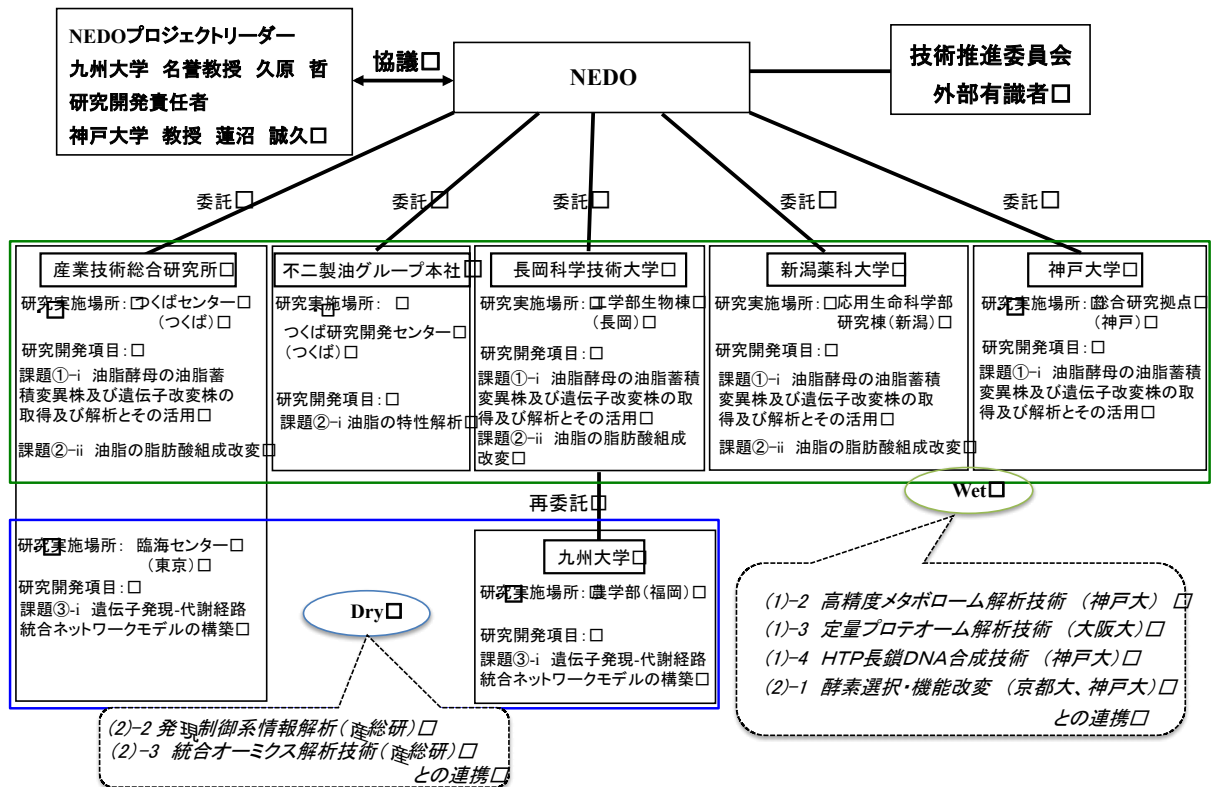 NEDOプロジェクトリーダー
九州大学 名誉教授 久原 哲
研究開発責任者
神戸大学 教授 蓮沼 誠久□
協議□
NEDO
技術推進委員会
外部有識者□
委託□
委託□
委託□
委託□
委託□
産業技術総合研究所□
研究実施場所：□つくばセンター□
（つくば）□
研究開発項目：□
課題①-i 油脂酵母の油脂蓄
積変異株及び遺伝子改変株の
取得及び解析とその活用□
課題②-ii 油脂の脂肪酸組成改変□
不二製油グループ本社□
研究実施場所： □
つくば研究開発センター□
（つくば）□
研究開発項目：□
課題②-i 油脂の特性解析□
長岡科学技術大学□
研究実施場所：工学部生物棟□
（長岡）□
研究開発項目：□
課題①-i 油脂酵母の油脂蓄積
変異株及び遺伝子改変株の取
得及び解析とその活用□
課題②-ii 油脂の脂肪酸組成
改変□
新潟薬科大学□
研究実施場所：□応用生命科学部
研究棟（新潟）□
研究開発項目：□
課題①-i 油脂酵母の油脂蓄積
変異株及び遺伝子改変株の取
得及び解析とその活用□
課題②-ii 油脂の脂肪酸組成改変□
神戸大学□
研究実施場所：総合研究拠点□
（神戸）□
研究開発項目：□
課題①-i 油脂酵母の油脂蓄積
変異株及び遺伝子改変株の取
得及び解析とその活用□
Wet□
再委託□
研究実施場所： 臨海センター□
（東京）□
研究開発項目：□
課題③-i 遺伝子発現-代謝経路
統合ネットワークモデルの構築□
Dry□
九州大学□
研究実施場所：農学部（福岡）□
研究開発項目：□
課題③-i 遺伝子発現-代謝経路
統合ネットワークモデルの構築□
(1)-2 高精度メタボローム解析技術 （神戸大） □
(1)-3 定量プロテオーム解析技術 （大阪大）□
(1)-4 HTP長鎖DNA合成技術 （神戸大）□
(2)-1 酵素選択・機能改変 （京都大、神戸大）□
との連携□
(2)-2 発現制御系情報解析（産総研）□
(2)-3 統合オーミクス解析技術（産総研）□
との連携□